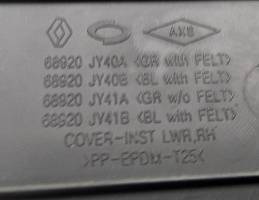 AKS
68920 JY40A <GR with FELT>
68920 JY40B <BL with FELT>
68920 JY41A <GR w/o FELT>
68920 JY41B <BL with FELT>
COVER-INST LWR,RH
>PP-EPDM-T25<